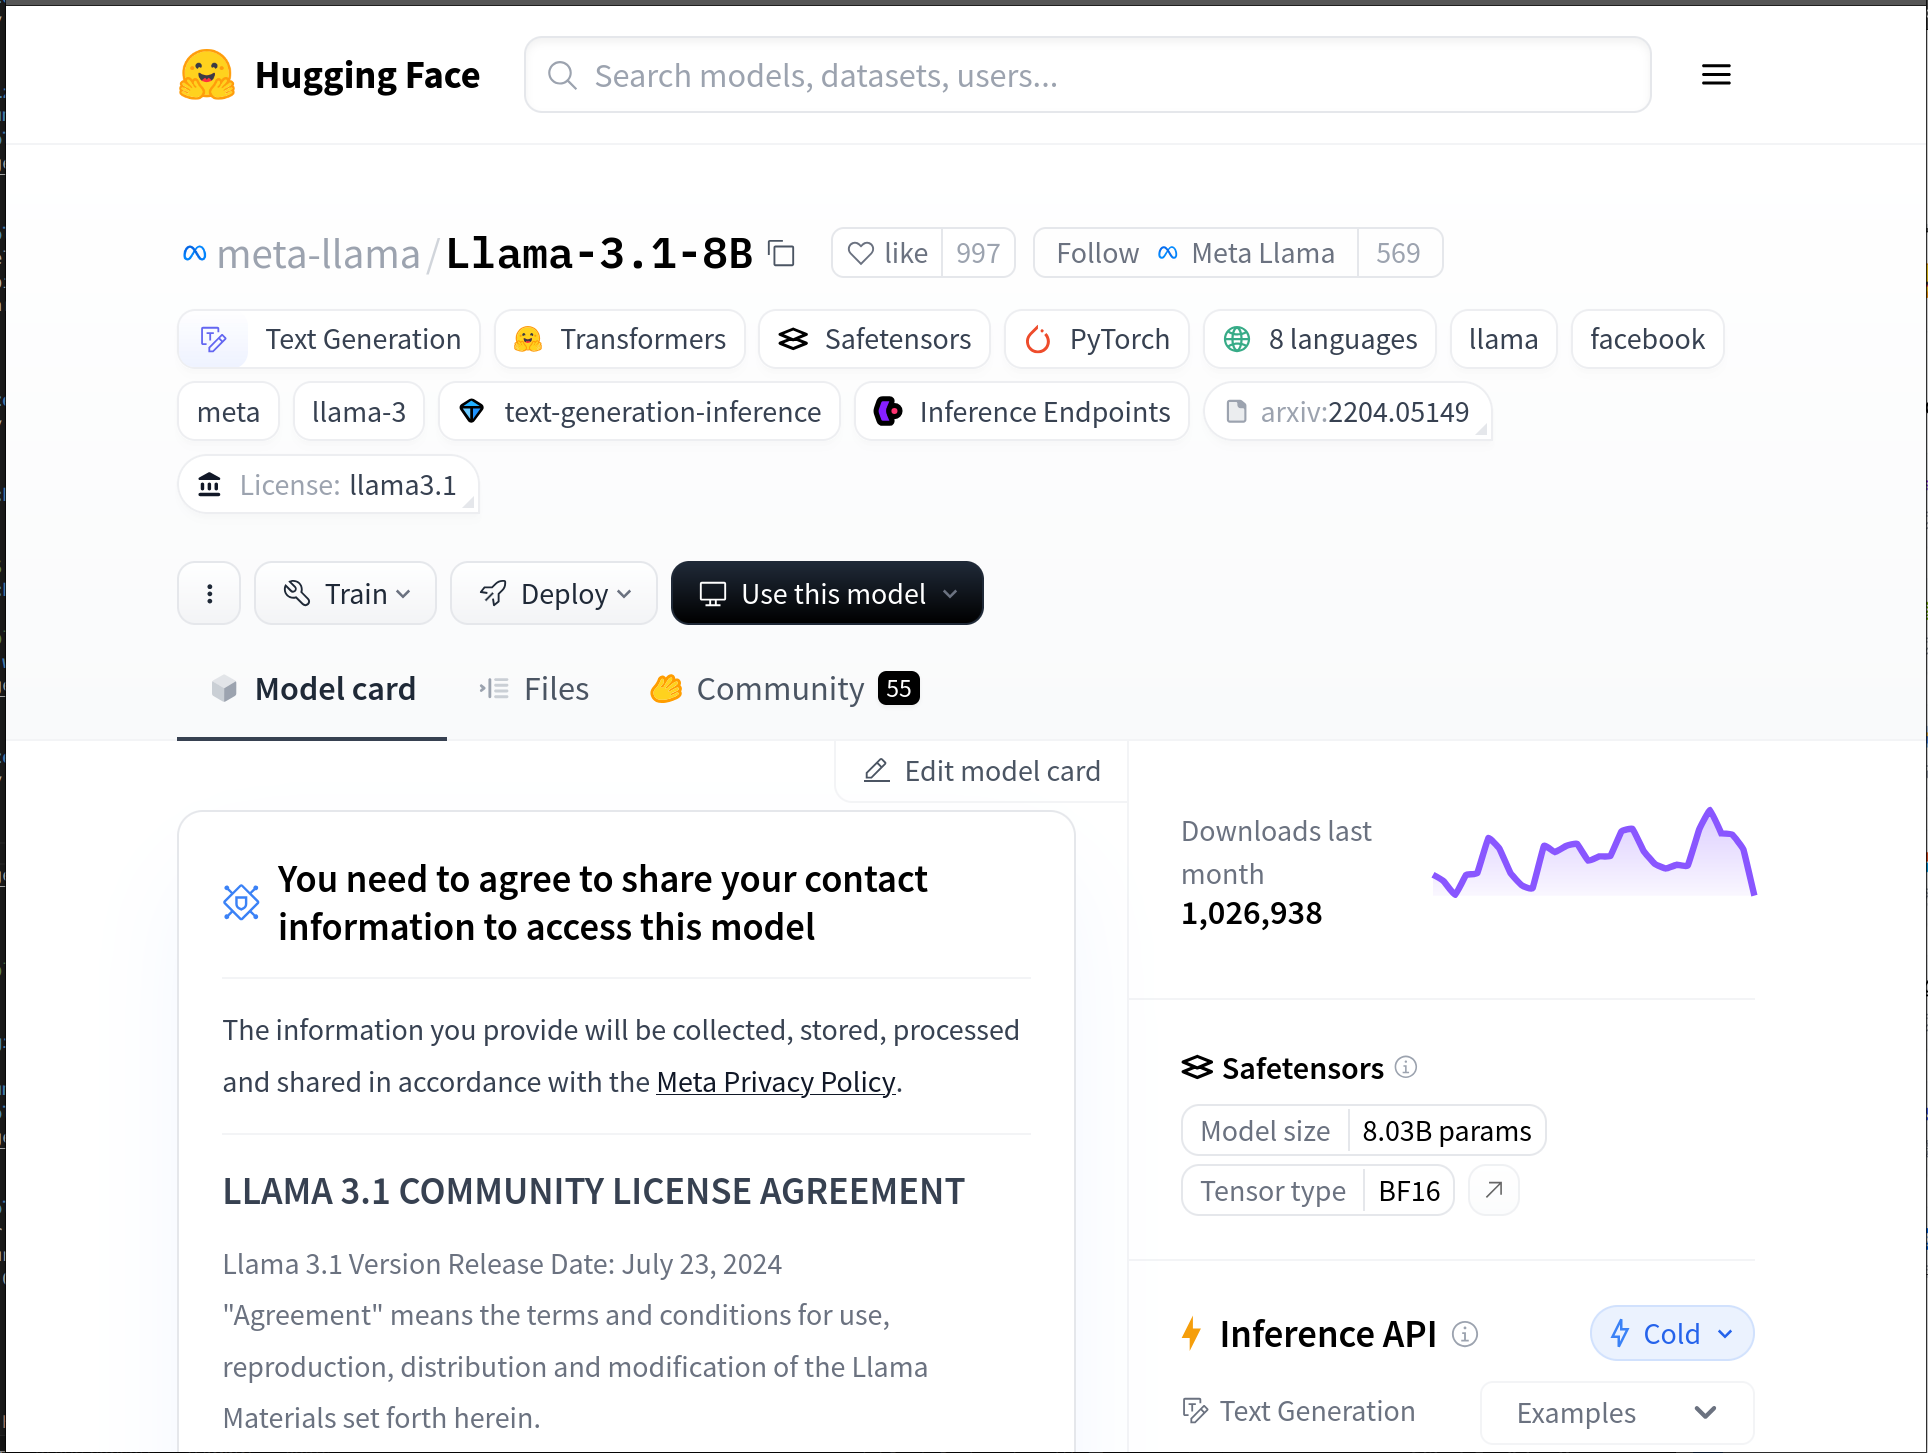 Hugging Face
Search models, datasets, users...
meta-llama/Llama-3.1-8B
like 997
Follow Meta Llama 569
Text Generation Transformers Safetensors PyTorch 8 languages llama facebook
meta llama-3 text-generation-inference Inference Endpoints arxiv:2204.05149
License: llama3.1
Train Deploy Use this model
Model card Files Community 55
Edit model card
You need to agree to share your contact
information to access this model
The information you provide will be collected, stored, processed
and shared in accordance with the Meta Privacy Policy.
LLAMA 3.1 COMMUNITY LICENSE AGREEMENT
Llama 3.1 Version Release Date: July 23, 2024
"Agreement" means the terms and conditions for use,
reproduction, distribution and modification of the Llama
Materials set forth herein.
Downloads last
month
1,026,938
Safetensors
Model size 8.03B params
Tensor type BF16
Inference API Cold
Text Generation Examples